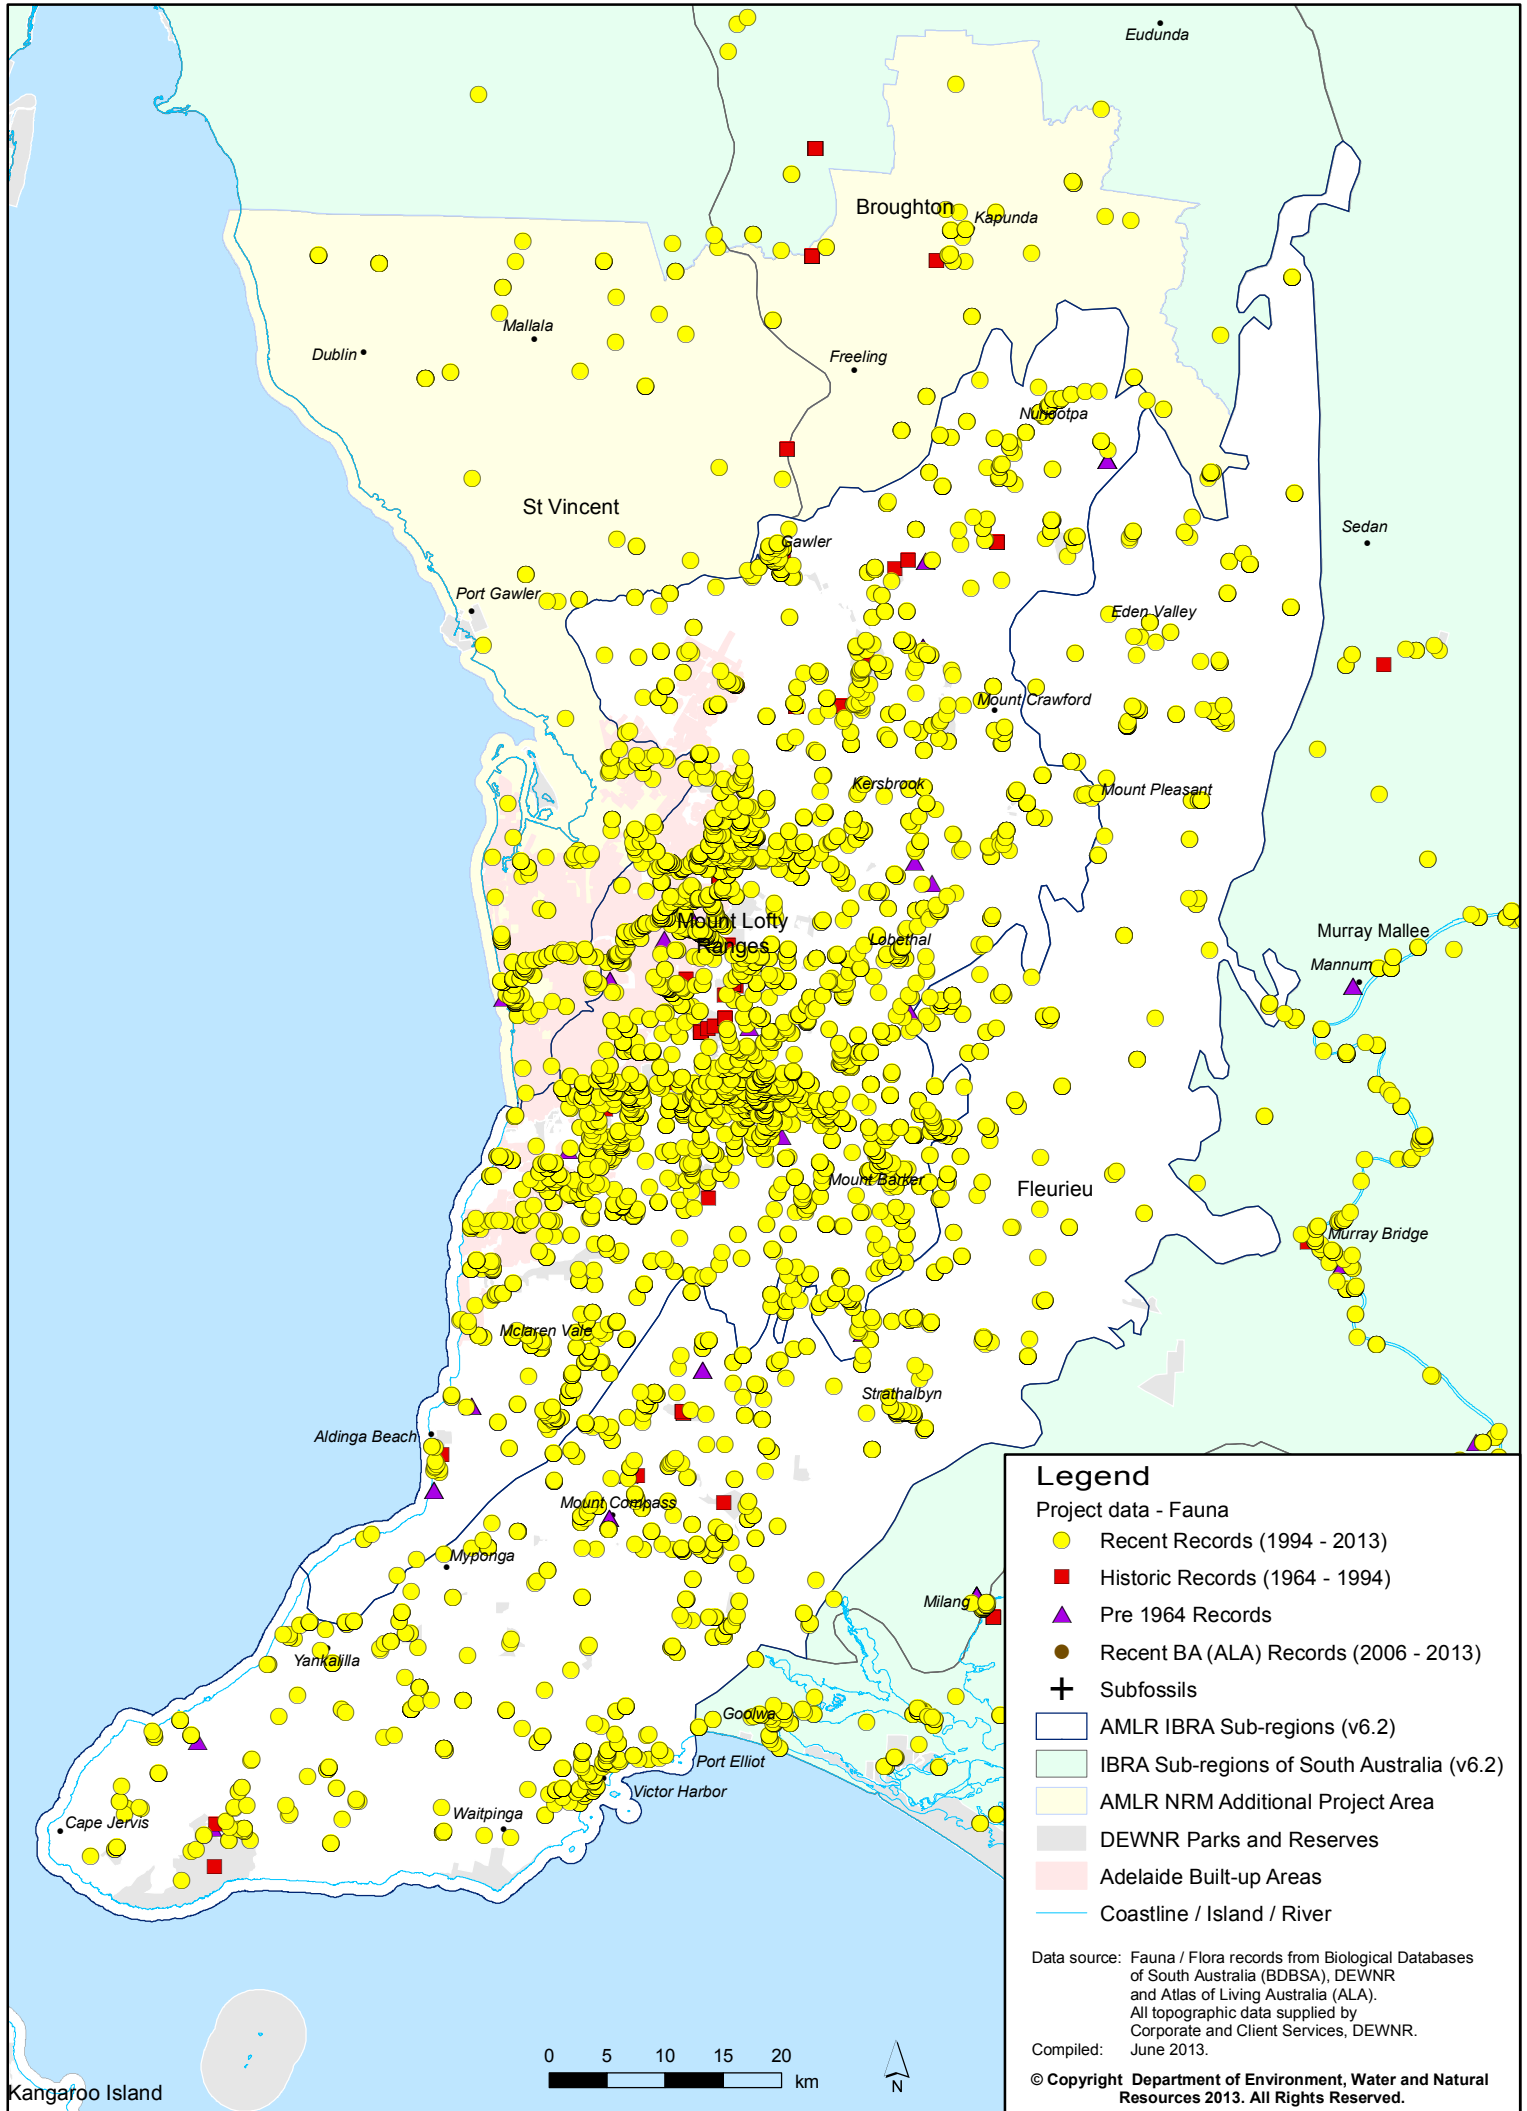 Eudunda
Broughton
Kapunda
Mallala
Dublin
Freeling
Nuriootpa
St Vincent
Sedan
Gawler
Port Gawler
Eden Valley
Mount Crawford
Kersbrook
Mount Pleasant
Mount Lofty
Ranges
Lobethal
Murray Mallee
Mannum
Mount Barker
Fleurieu
Murray Bridge
Mclaren Vale
Strathalbyn
Aldinga Beach
Mount Compass
Myponga
Milang
Yankalilla
Goolwa
Port Elliot
Victor Harbor
Waitpinga
Cape Jervis
Kangaroo Island
0 5 10 15 20
km
N
Legend
Project data - Fauna
Recent Records (1994 - 2013)
Historic Records (1964 - 1994)
Pre 1964 Records
Recent BA (ALA) Records (2006 - 2013)
Subfossils
AMLR IBRA Sub-regions (v6.2)
IBRA Sub-regions of South Australia (v6.2)
AMLR NRM Additional Project Area
DEWNR Parks and Reserves
Adelaide Built-up Areas
Coastline / Island / River
Data source: Fauna / Flora records from Biological Databases
of South Australia (BDBSA), DEWNR
and Atlas of Living Australia (ALA).
All topographic data supplied by
Corporate and Client Services, DEWNR.
Compiled: June 2013.
© Copyright Department of Environment, Water and Natural
Resources 2013. All Rights Reserved.